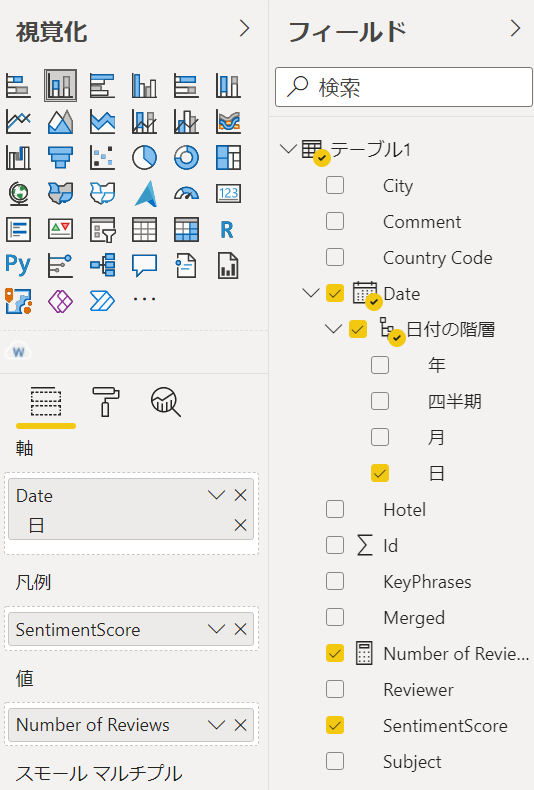 視覚化
123
R
Py
W
軸
Date
日
凡例
SentimentScore
値
Number of Reviews
スモール マルチプル
フィールド
検索
テーブル1
City
Comment
Country Code
Date
日付の階層
年
四半期
月
日
Hotel
Id
KeyPhrases
Merged
Number of Revie...
Reviewer
SentimentScore
Subject